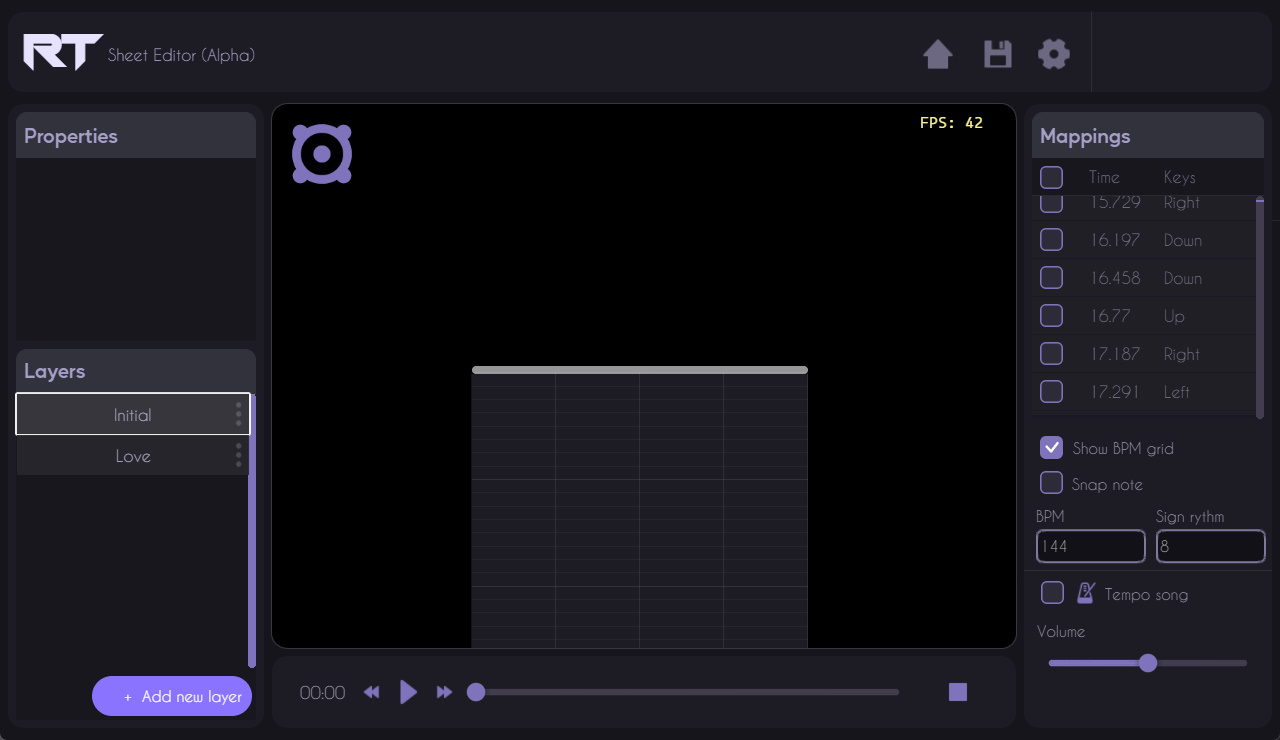 RT Sheet Editor (Alpha)
Properties
Layers
Initial
Love
+ Add new layer
FPS: 42
00:00
Mappings
Time Keys
15.729 Right
16.197 Down
16.458 Down
16.77 Up
17.187 Right
17.291 Left
Show BPM grid
Snap note
BPM Sign rythm
144 8
Tempo song
Volume